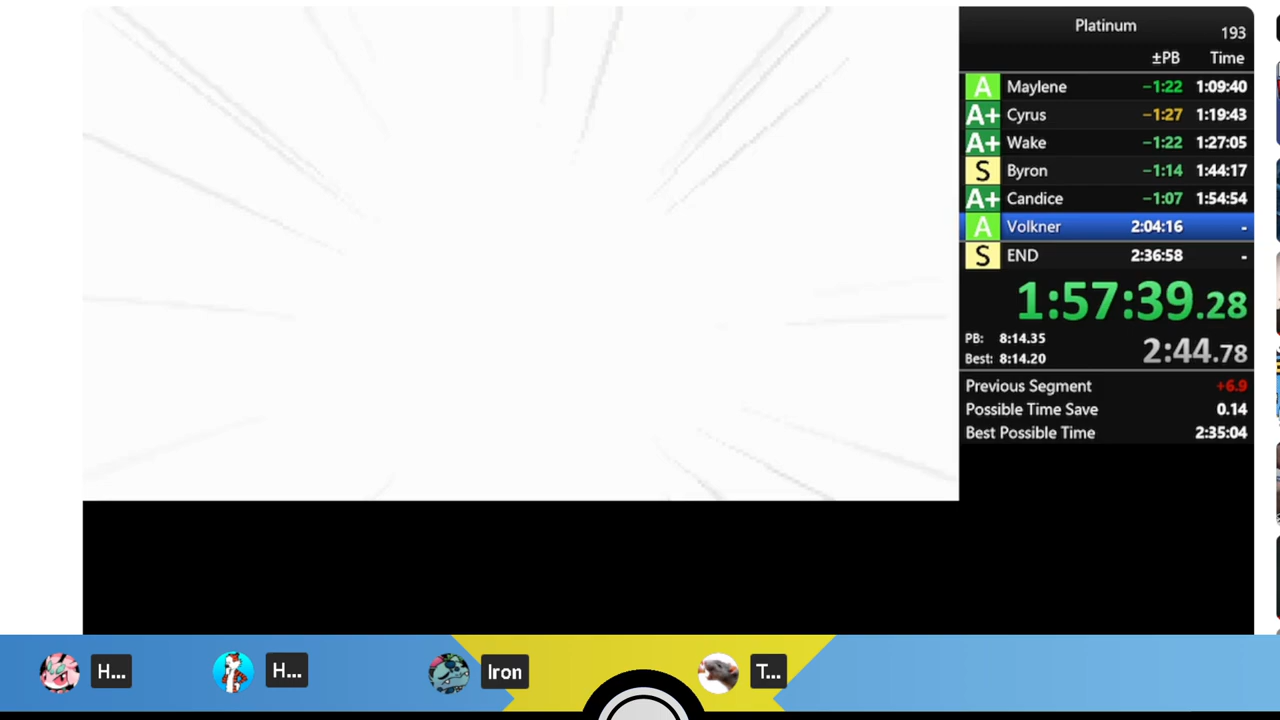 Platinum
193
±PB Time
A Maylene −1:22 1:09:40
A+ Cyrus −1:27 1:19:43
A+ Wake −1:22 1:27:05
S Byron −1:14 1:44:17
A+ Candice −1:07 1:54:54
A Volkner 2:04:16 -
S END 2:36:58 -
1:57:39.28
PB: 8:14.35
Best: 8:14.20
2:44.78
Previous Segment +6.9
Possible Time Save 0.14
Best Possible Time 2:35:04
H...
H...
Iron
T...